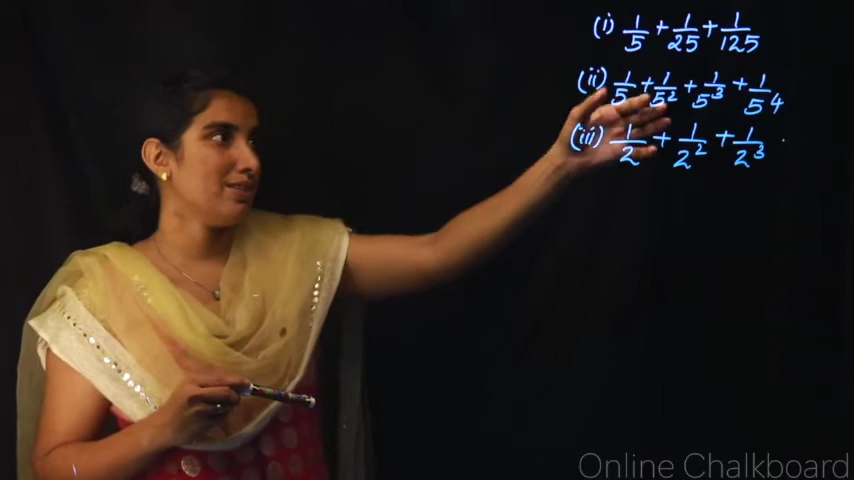 (i) 1/5 + 1/25 + 1/125
(ii) 1/5 + 1/5² + 1/5³ + 1/5⁴
(iii) 1/2 + 1/2² + 1/2³
Online Chalkboard